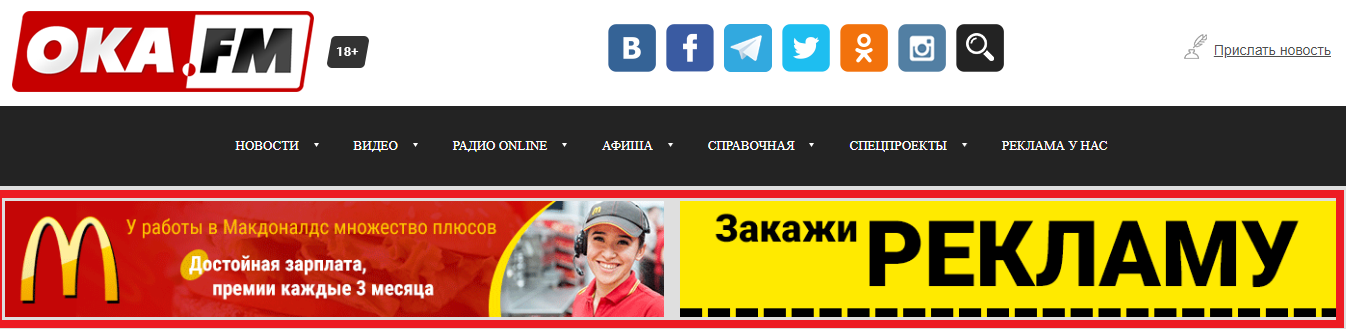 OKA.FM
18+
Прислать новость
НОВОСТИ ВИДЕО РАДИО ONLINE АФИША СПРАВОЧНАЯ СПЕЦПРОЕКТЫ РЕКЛАМА У НАС
У работы в Макдоналдс множество плюсов
Достойная зарплата,
премии каждые 3 месяца
Закажи РЕКЛАМУ